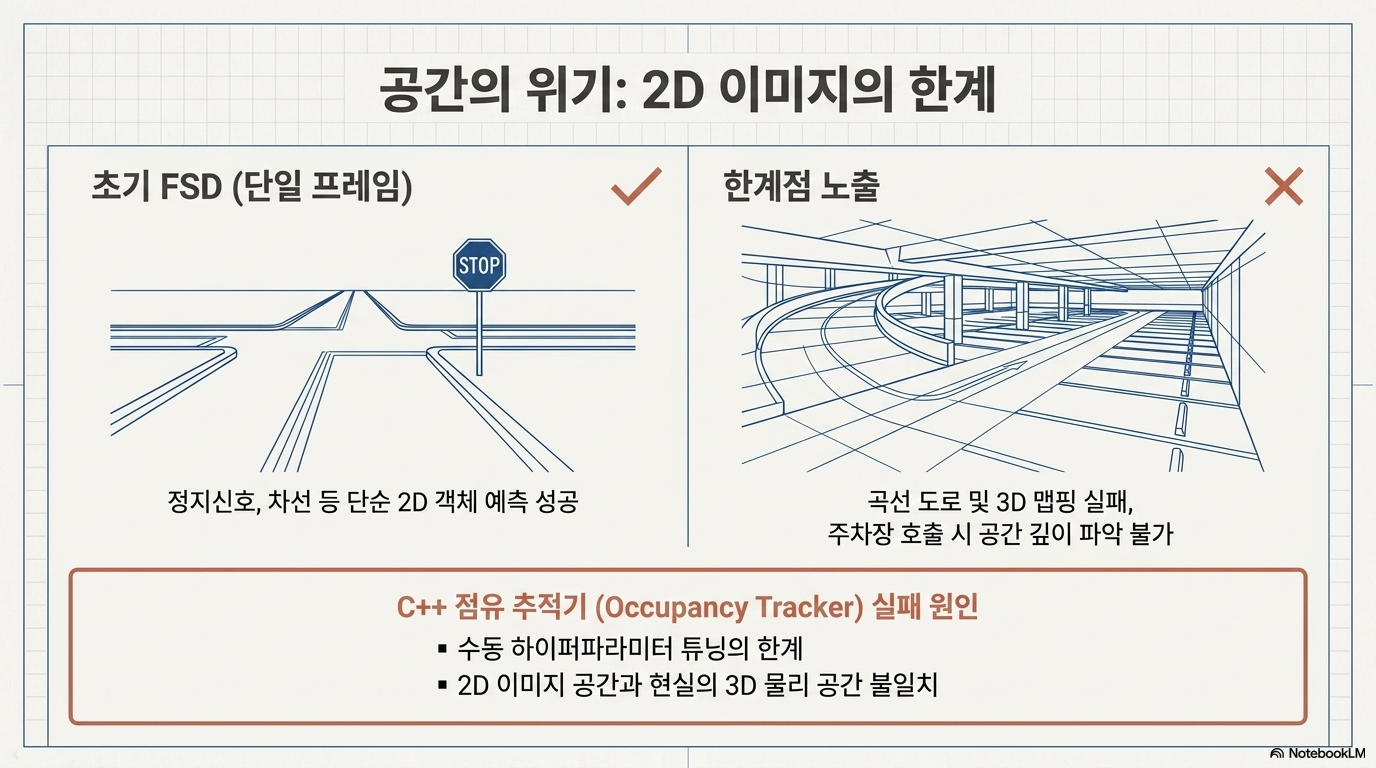 공간의 위기: 2D 이미지의 한계
초기 FSD (단일 프레임)
STOP
정지신호, 차선 등 단순 2D 객체 예측 성공
한계점 노출
곡선 도로 및 3D 맵핑 실패,
주차장 호출 시 공간 깊이 파악 불가
C++ 점유 추적기 (Occupancy Tracker) 실패 원인
▪ 수동 하이퍼파라미터 튜닝의 한계
▪ 2D 이미지 공간과 현실의 3D 물리 공간 불일치
NotebookLM